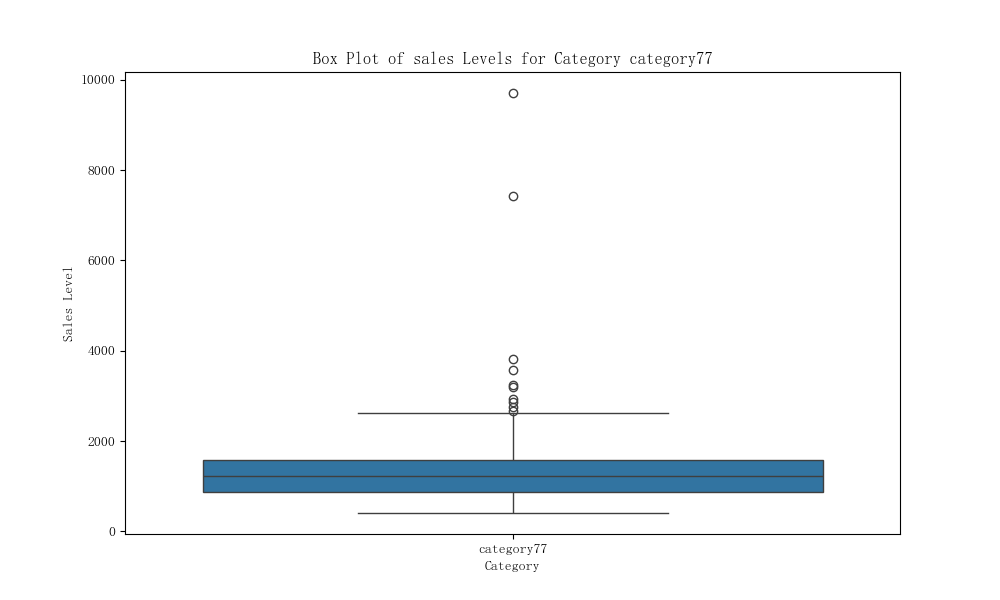 Box Plot of sales Levels for Category category77
10000
8000
6000
4000
2000
0
Sales Level
category77
Category